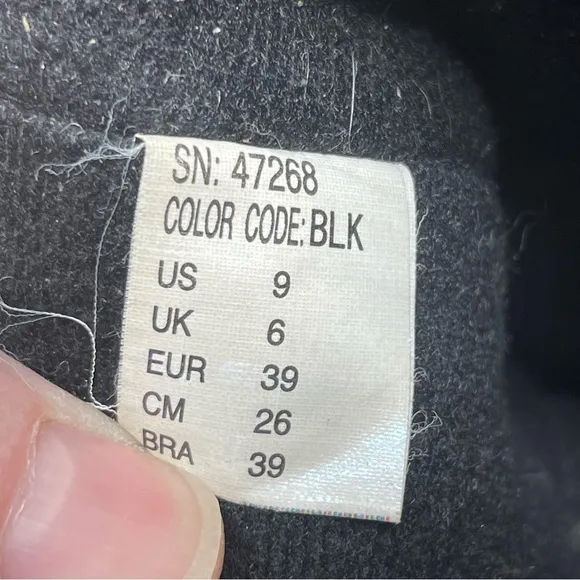 SN: 47268
COLOR CODE: BLK
US 9
UK 6
EUR 39
CM 26
BRA 39